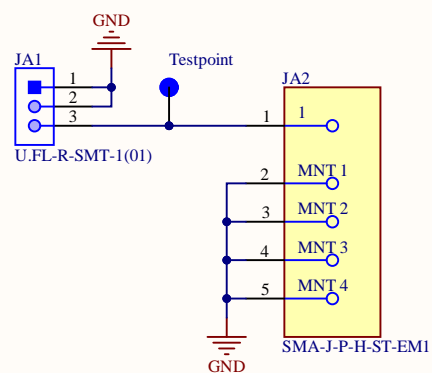 GND
JA1
Testpoint
1
2
3
U.FL-R-SMT-1(01)
JA2
1 1
2 MNT 1
3 MNT 2
4 MNT 3
5 MNT 4
SMA-J-P-H-ST-EM1
GND